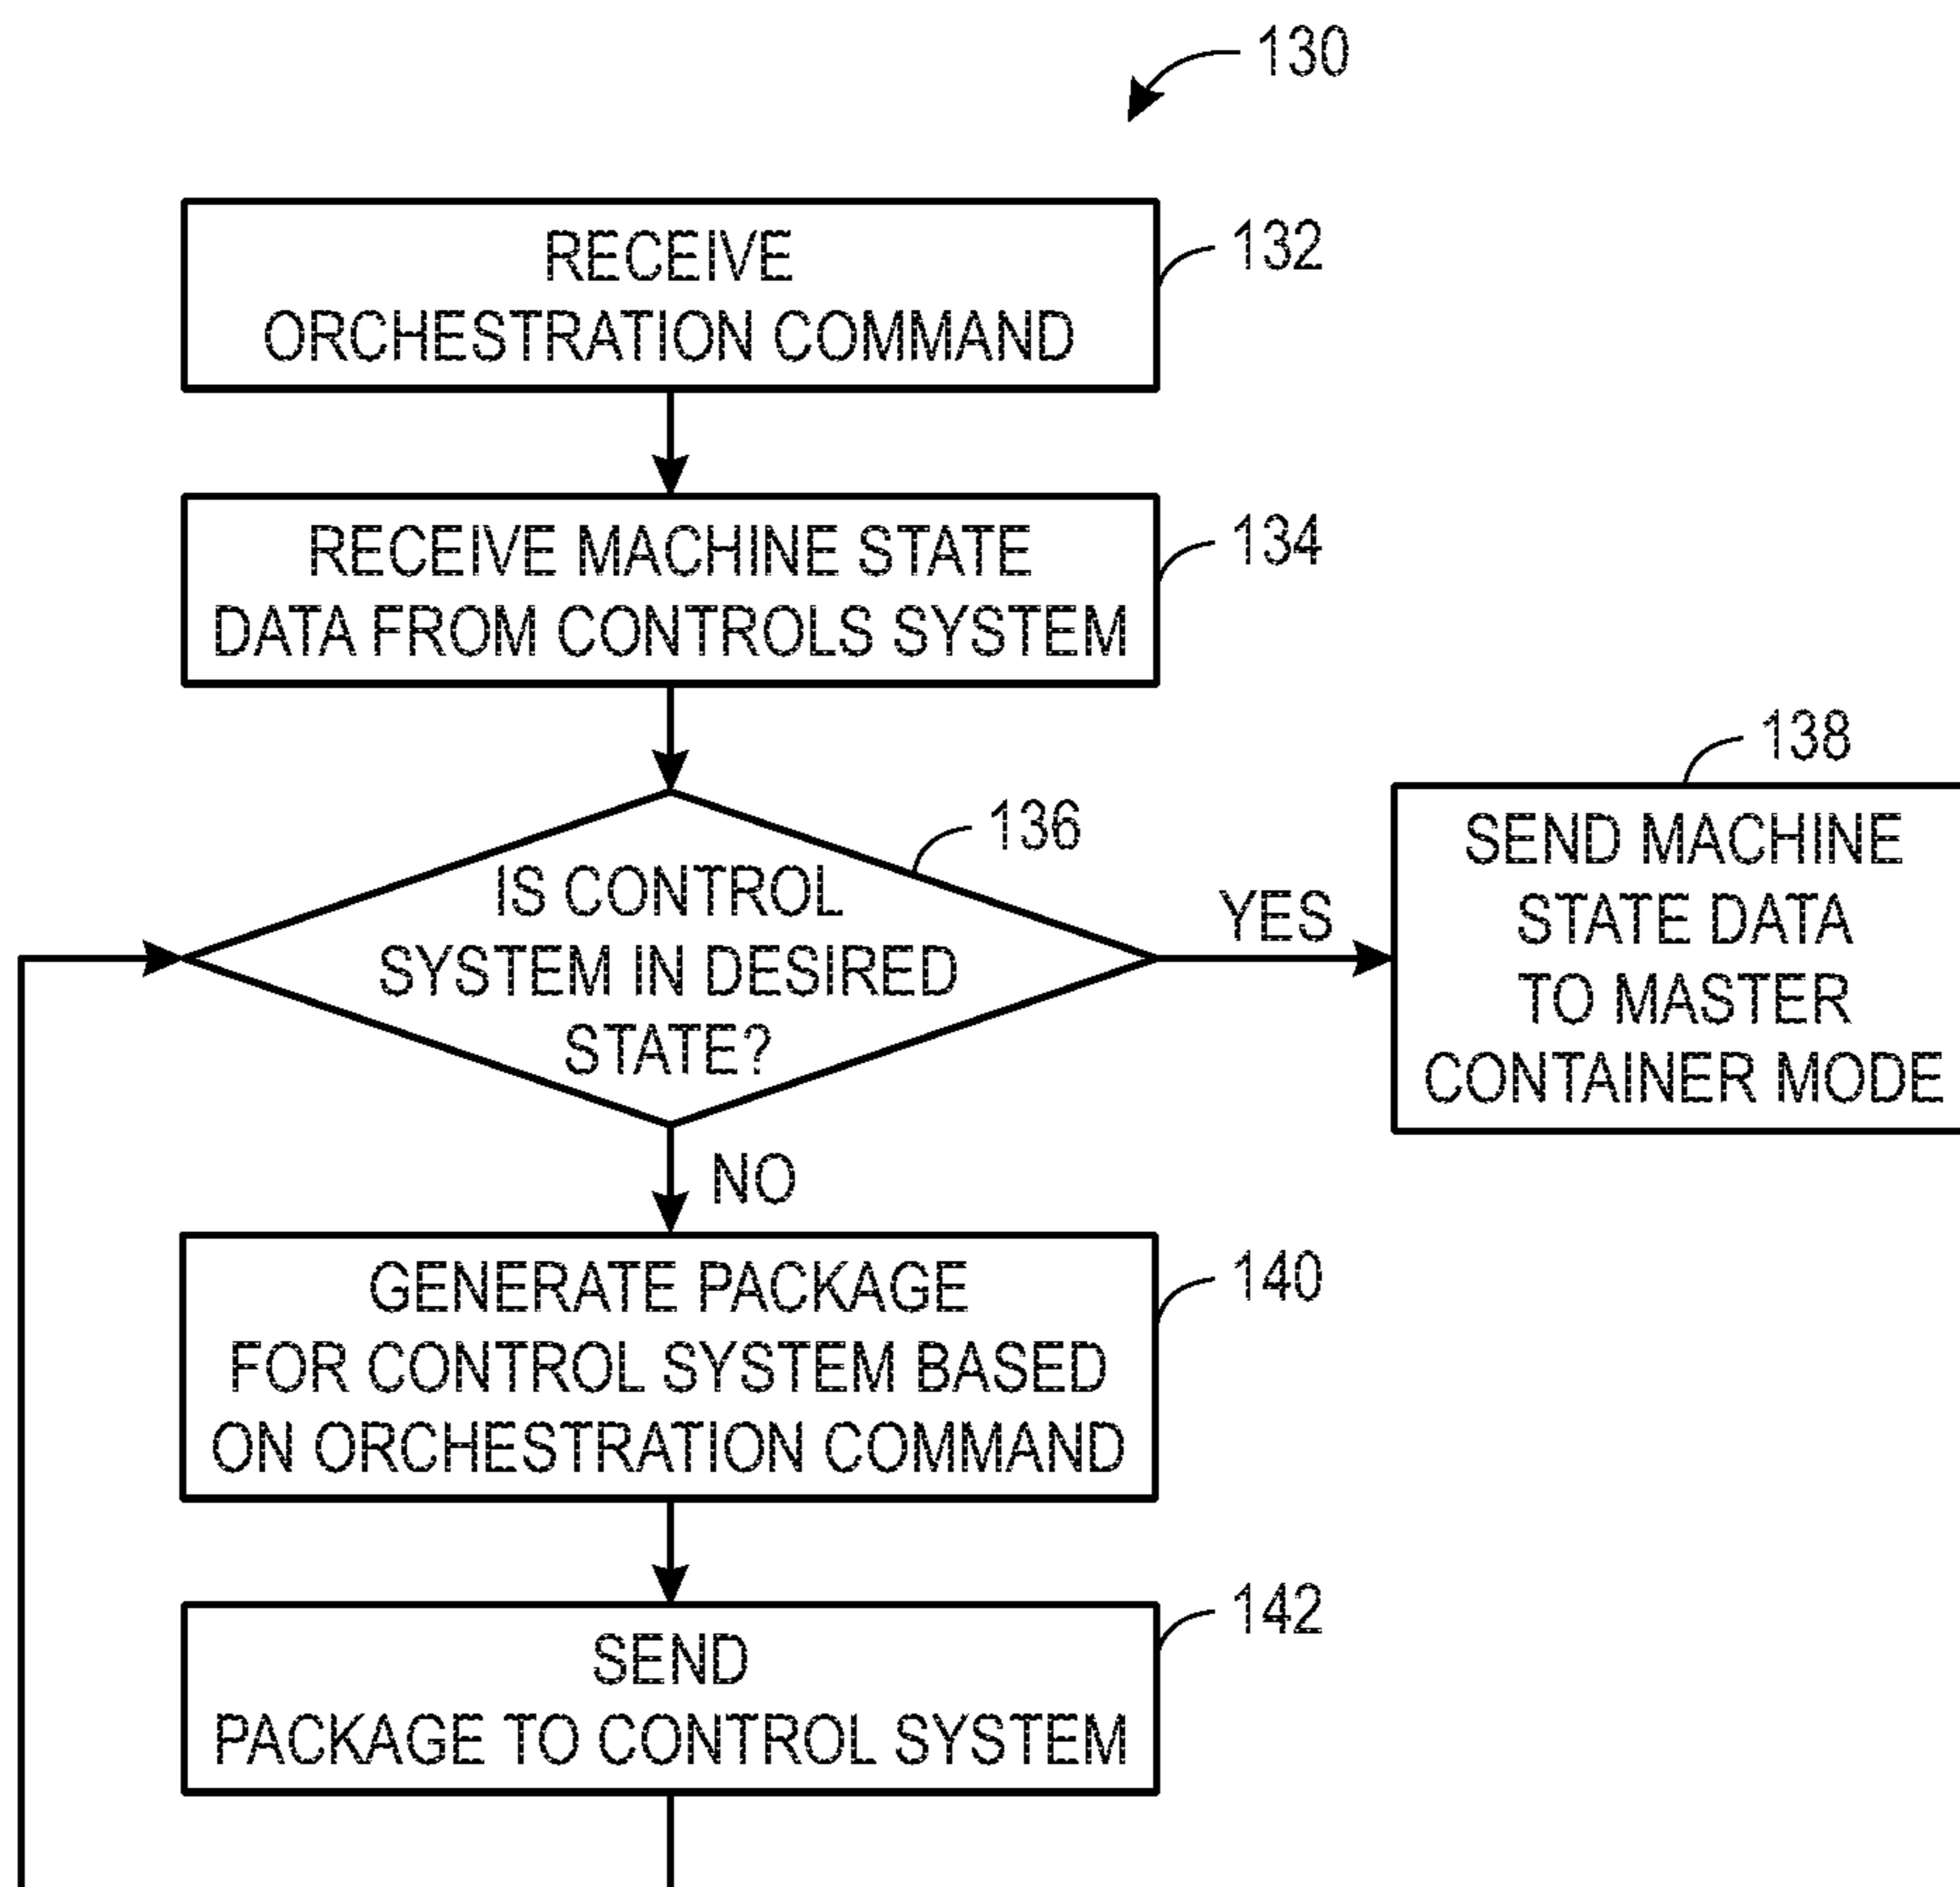 130
RECEIVE
ORCHESTRATION COMMAND
132
RECEIVE MACHINE STATE
DATA FROM CONTROLS SYSTEM
134
IS CONTROL
SYSTEM IN DESIRED
STATE?
136
YES
138
SEND MACHINE
STATE DATA
TO MASTER
CONTAINER MODE
NO
GENERATE PACKAGE
FOR CONTROL SYSTEM BASED
ON ORCHESTRATION COMMAND
140
SEND
PACKAGE TO CONTROL SYSTEM
142